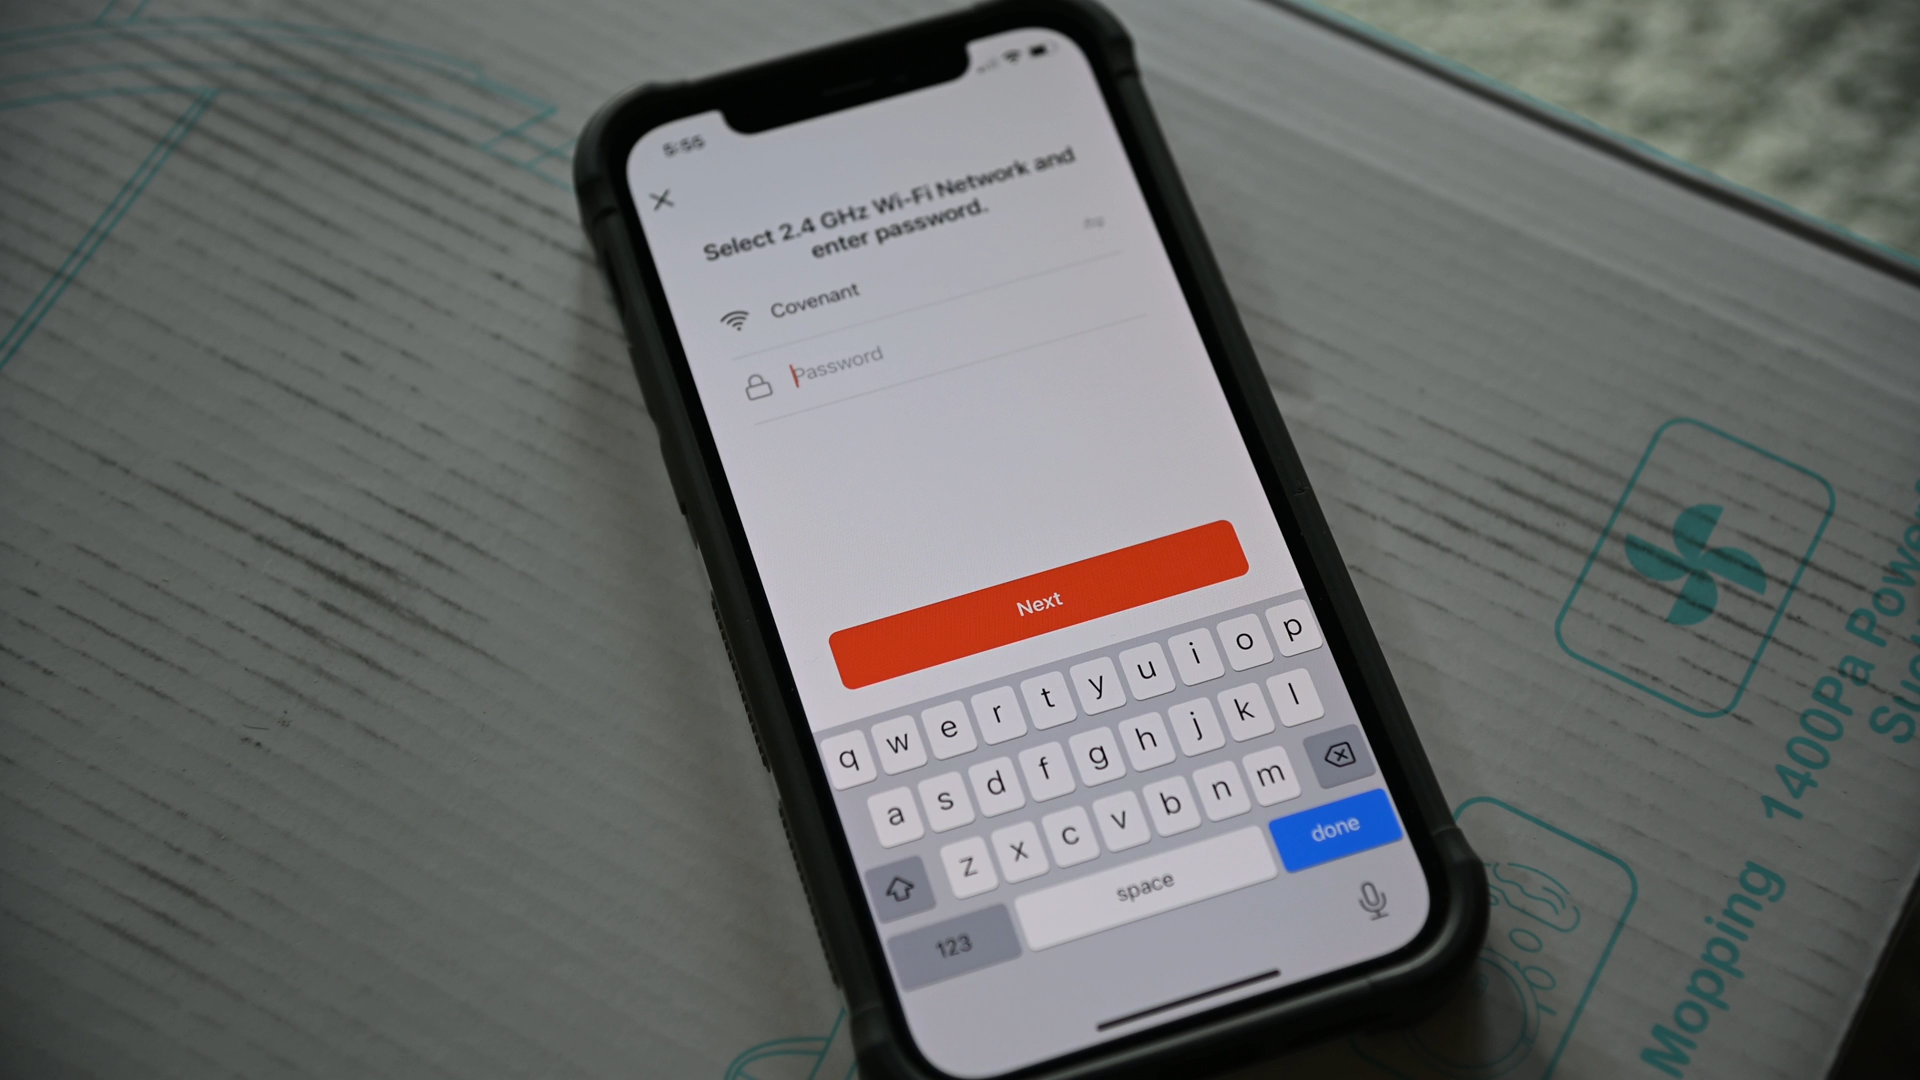 5:55
Select 2.4 GHz Wi-Fi Network and
enter password.
Covenant
Password
Next
q w e r t y u i o p
a s d f g h j k l
z x c v b n m
123 space done
1400Pa Powerful
Mopping